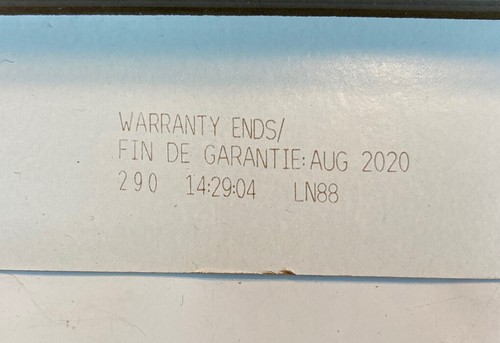 WARRANTY ENDS/
FIN DE GARANTIE: AUG 2020
290 14:29:04 LN88